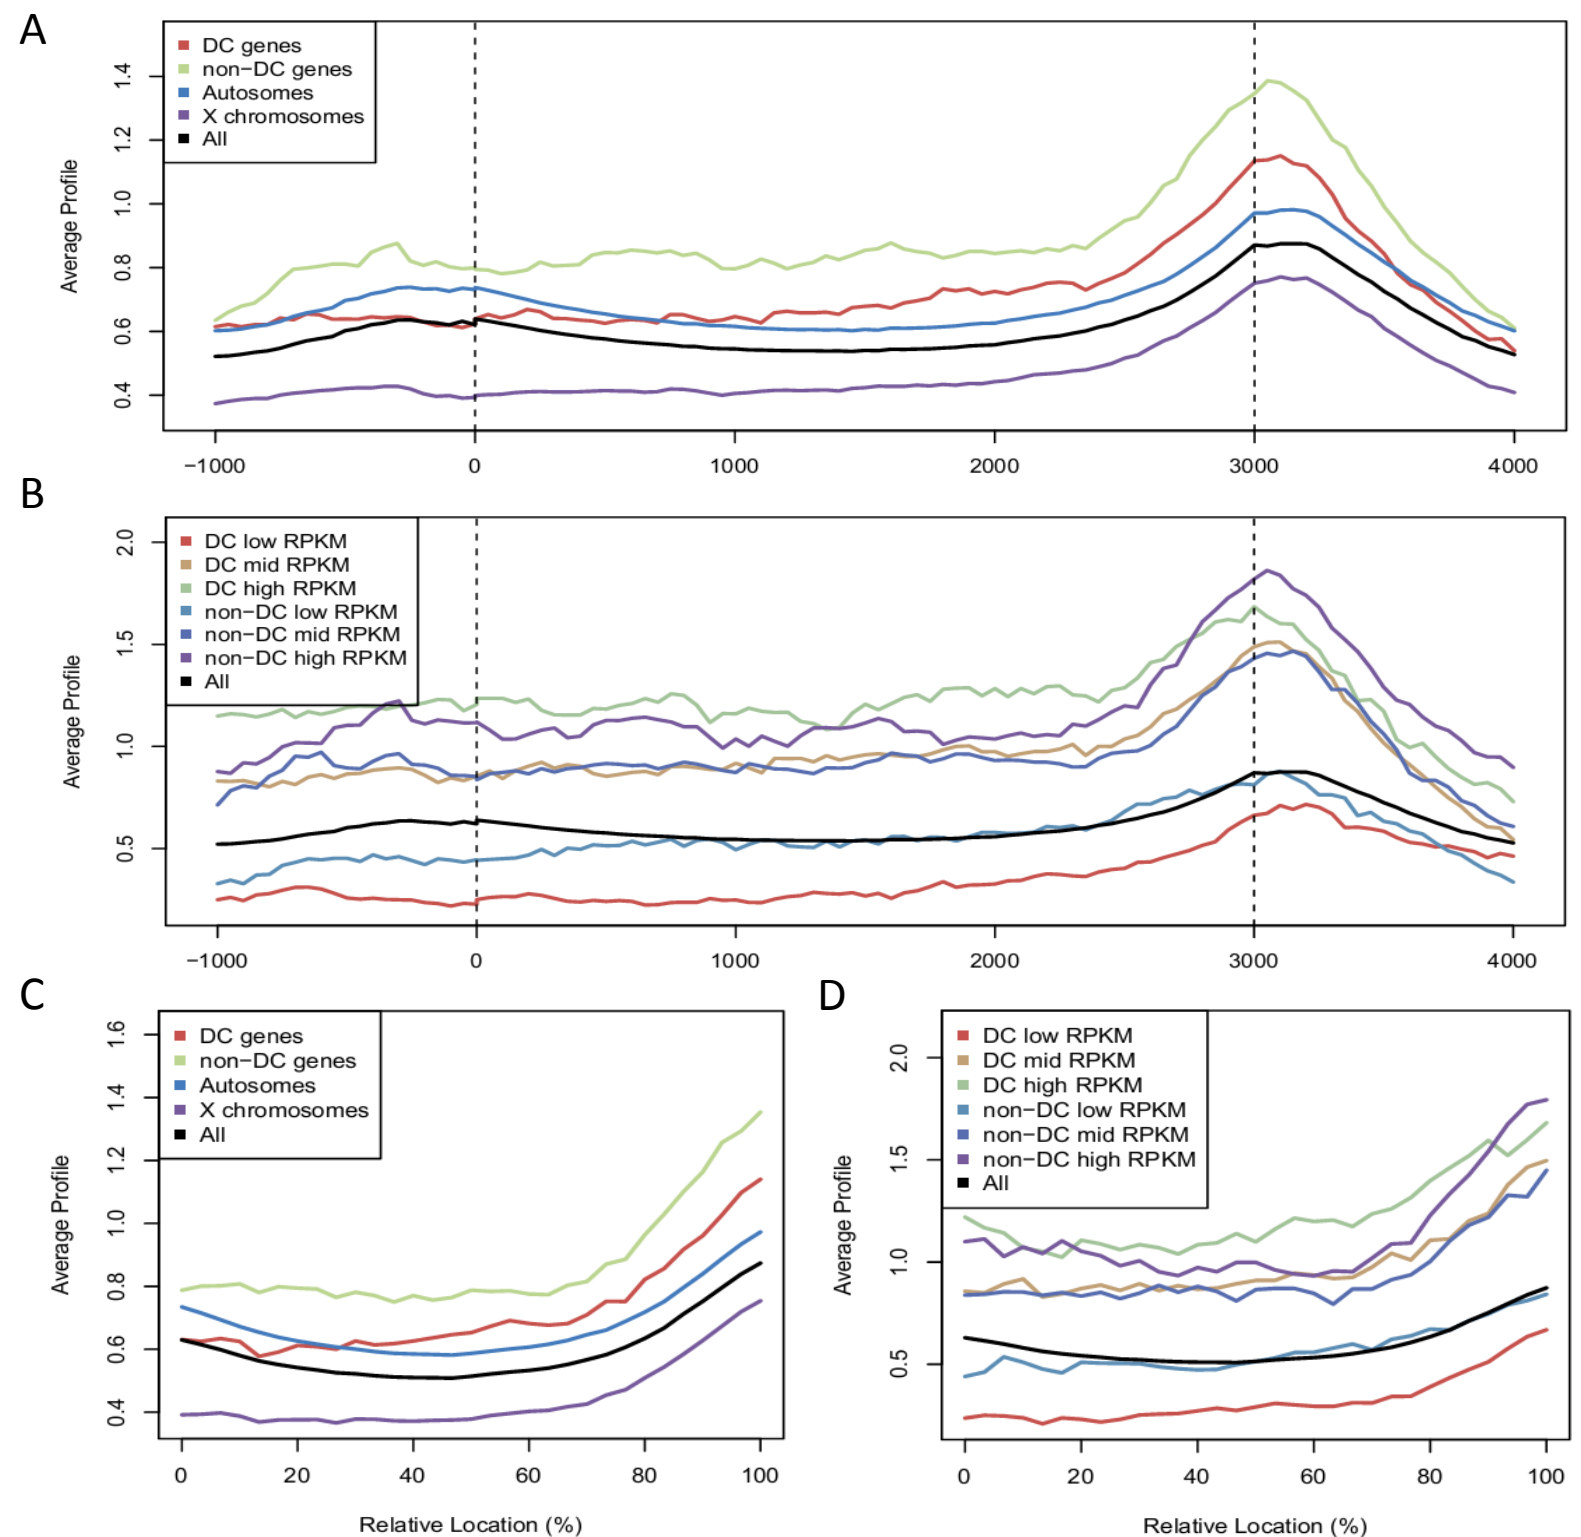 A
DC genes
non−DC genes
Autosomes
X chromosomes
All
Average Profile
0.4 0.6 0.8 1.0 1.2 1.4
−1000 0 1000 2000 3000 4000
B
DC low RPKM
DC mid RPKM
DC high RPKM
non−DC low RPKM
non−DC mid RPKM
non−DC high RPKM
All
Average Profile
0.5 1.0 1.5 2.0
−1000 0 1000 2000 3000 4000
C
DC genes
non−DC genes
Autosomes
X chromosomes
All
Average Profile
0.4 0.6 0.8 1.0 1.2 1.4 1.6
0 20 40 60 80 100
Relative Location (%)
D
DC low RPKM
DC mid RPKM
DC high RPKM
non−DC low RPKM
non−DC mid RPKM
non−DC high RPKM
All
Average Profile
0.5 1.0 1.5 2.0
0 20 40 60 80 100
Relative Location (%)